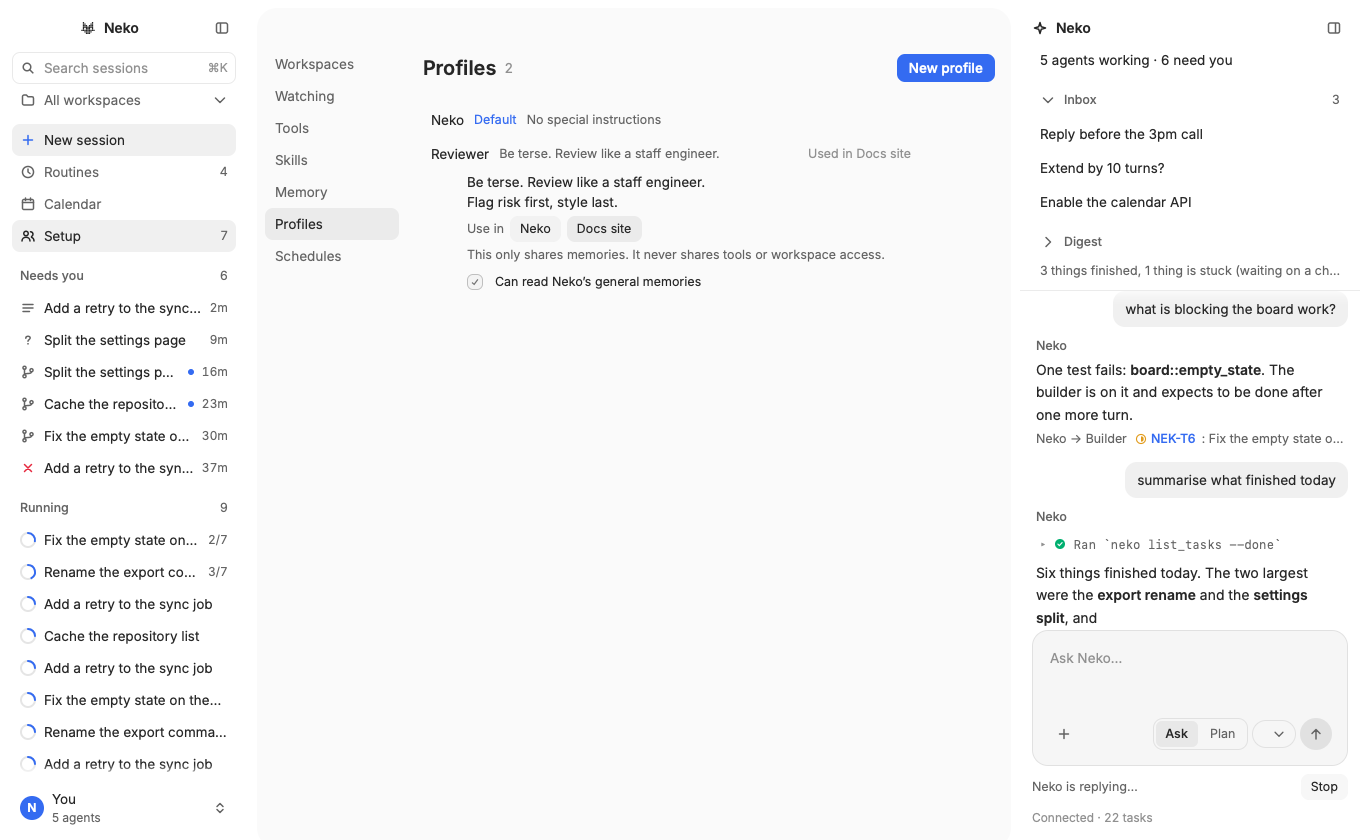 Neko
Search sessions ⌘K
All workspaces
New session
Routines 4
Calendar
Setup 7
Needs you 6
Add a retry to the sync... 2m
? Split the settings page 9m
Split the settings p... 16m
Cache the reposito... 23m
Fix the empty state o... 30m
Add a retry to the syn... 37m
Running 9
Fix the empty state on... 2/7
Rename the export co... 3/7
Add a retry to the sync job
Cache the repository list
Add a retry to the sync job
Fix the empty state on the...
Rename the export comma...
Add a retry to the sync job
N
You
5 agents
Workspaces
Watching
Tools
Skills
Memory
Profiles
Schedules
Profiles 2
New profile
Neko Default No special instructions
Reviewer Be terse. Review like a staff engineer. Used in Docs site
Be terse. Review like a staff engineer.
Flag risk first, style last.
Use in Neko Docs site
This only shares memories. It never shares tools or workspace access.
Can read Neko’s general memories
Neko
5 agents working · 6 need you
Inbox 3
Reply before the 3pm call
Extend by 10 turns?
Enable the calendar API
Digest
3 things finished, 1 thing is stuck (waiting on a ch...
what is blocking the board work?
Neko
One test fails: board::empty_state. The
builder is on it and expects to be done after
one more turn.
Neko → Builder NEK-T6 : Fix the empty state o...
summarise what finished today
Neko
Ran `neko list_tasks --done`
Six things finished today. The two largest
were the export rename and the settings
split, and
Ask Neko...
Ask Plan
Neko is replying... Stop
Connected · 22 tasks